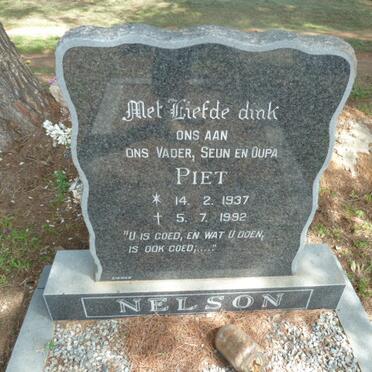 Met Liefde dink
ONS AAN
ONS VADER, SEUN EN OUPA
PIET
* 14. 2. 1937
† 5. 7. 1992
"U IS GOED, EN WAT U DOEN,
IS OOK GOED,...."
NELSON